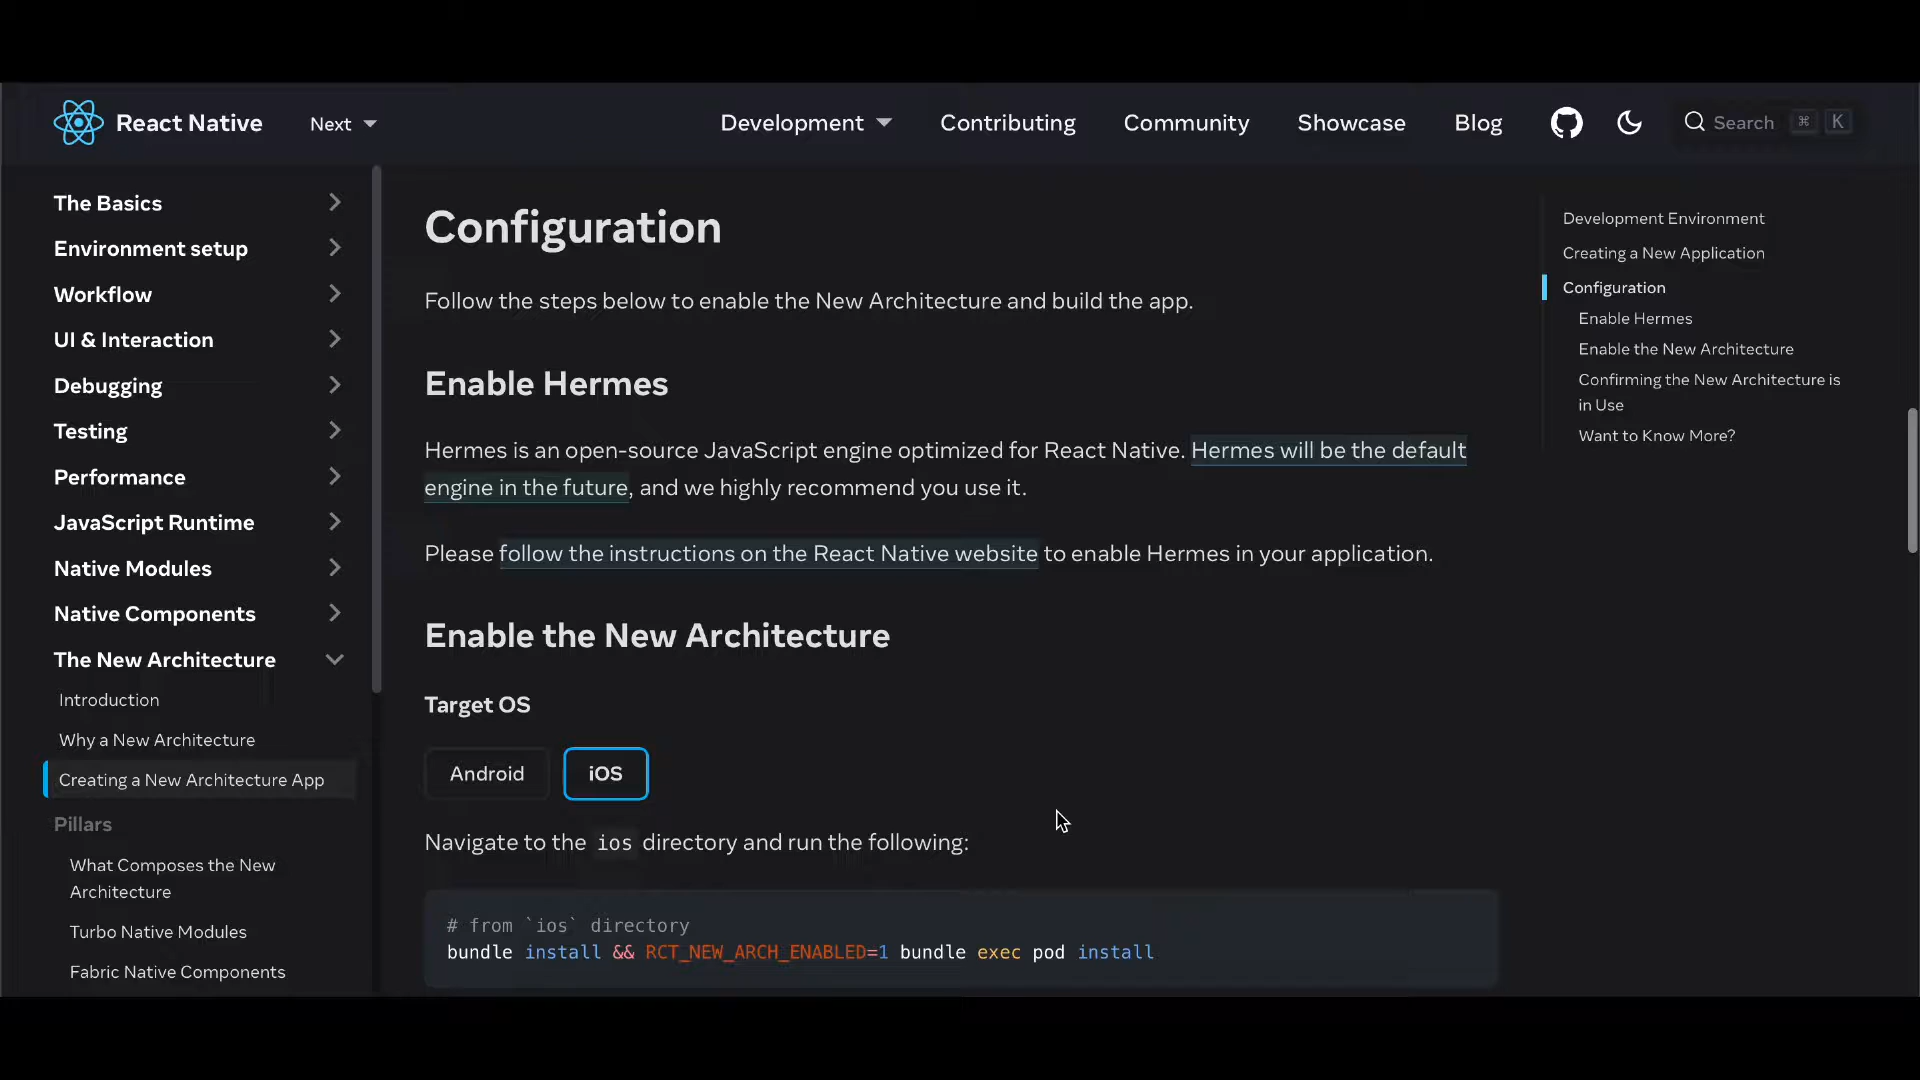 React Native
Next
Development
Contributing
Community
Showcase
Blog
Search
⌘
K
The Basics
Environment setup
Workflow
UI & Interaction
Debugging
Testing
Performance
JavaScript Runtime
Native Modules
Native Components
The New Architecture
Introduction
Why a New Architecture
Creating a New Architecture App
Pillars
What Composes the New
Architecture
Turbo Native Modules
Fabric Native Components
Configuration
Follow the steps below to enable the New Architecture and build the app.
Enable Hermes
Hermes is an open-source JavaScript engine optimized for React Native. Hermes will be the default
engine in the future, and we highly recommend you use it.
Please follow the instructions on the React Native website to enable Hermes in your application.
Enable the New Architecture
Target OS
Android
iOS
Navigate to the ios directory and run the following:
# from `ios` directory
bundle install && RCT_NEW_ARCH_ENABLED=1 bundle exec pod install
Development Environment
Creating a New Application
Configuration
Enable Hermes
Enable the New Architecture
Confirming the New Architecture is
in Use
Want to Know More?